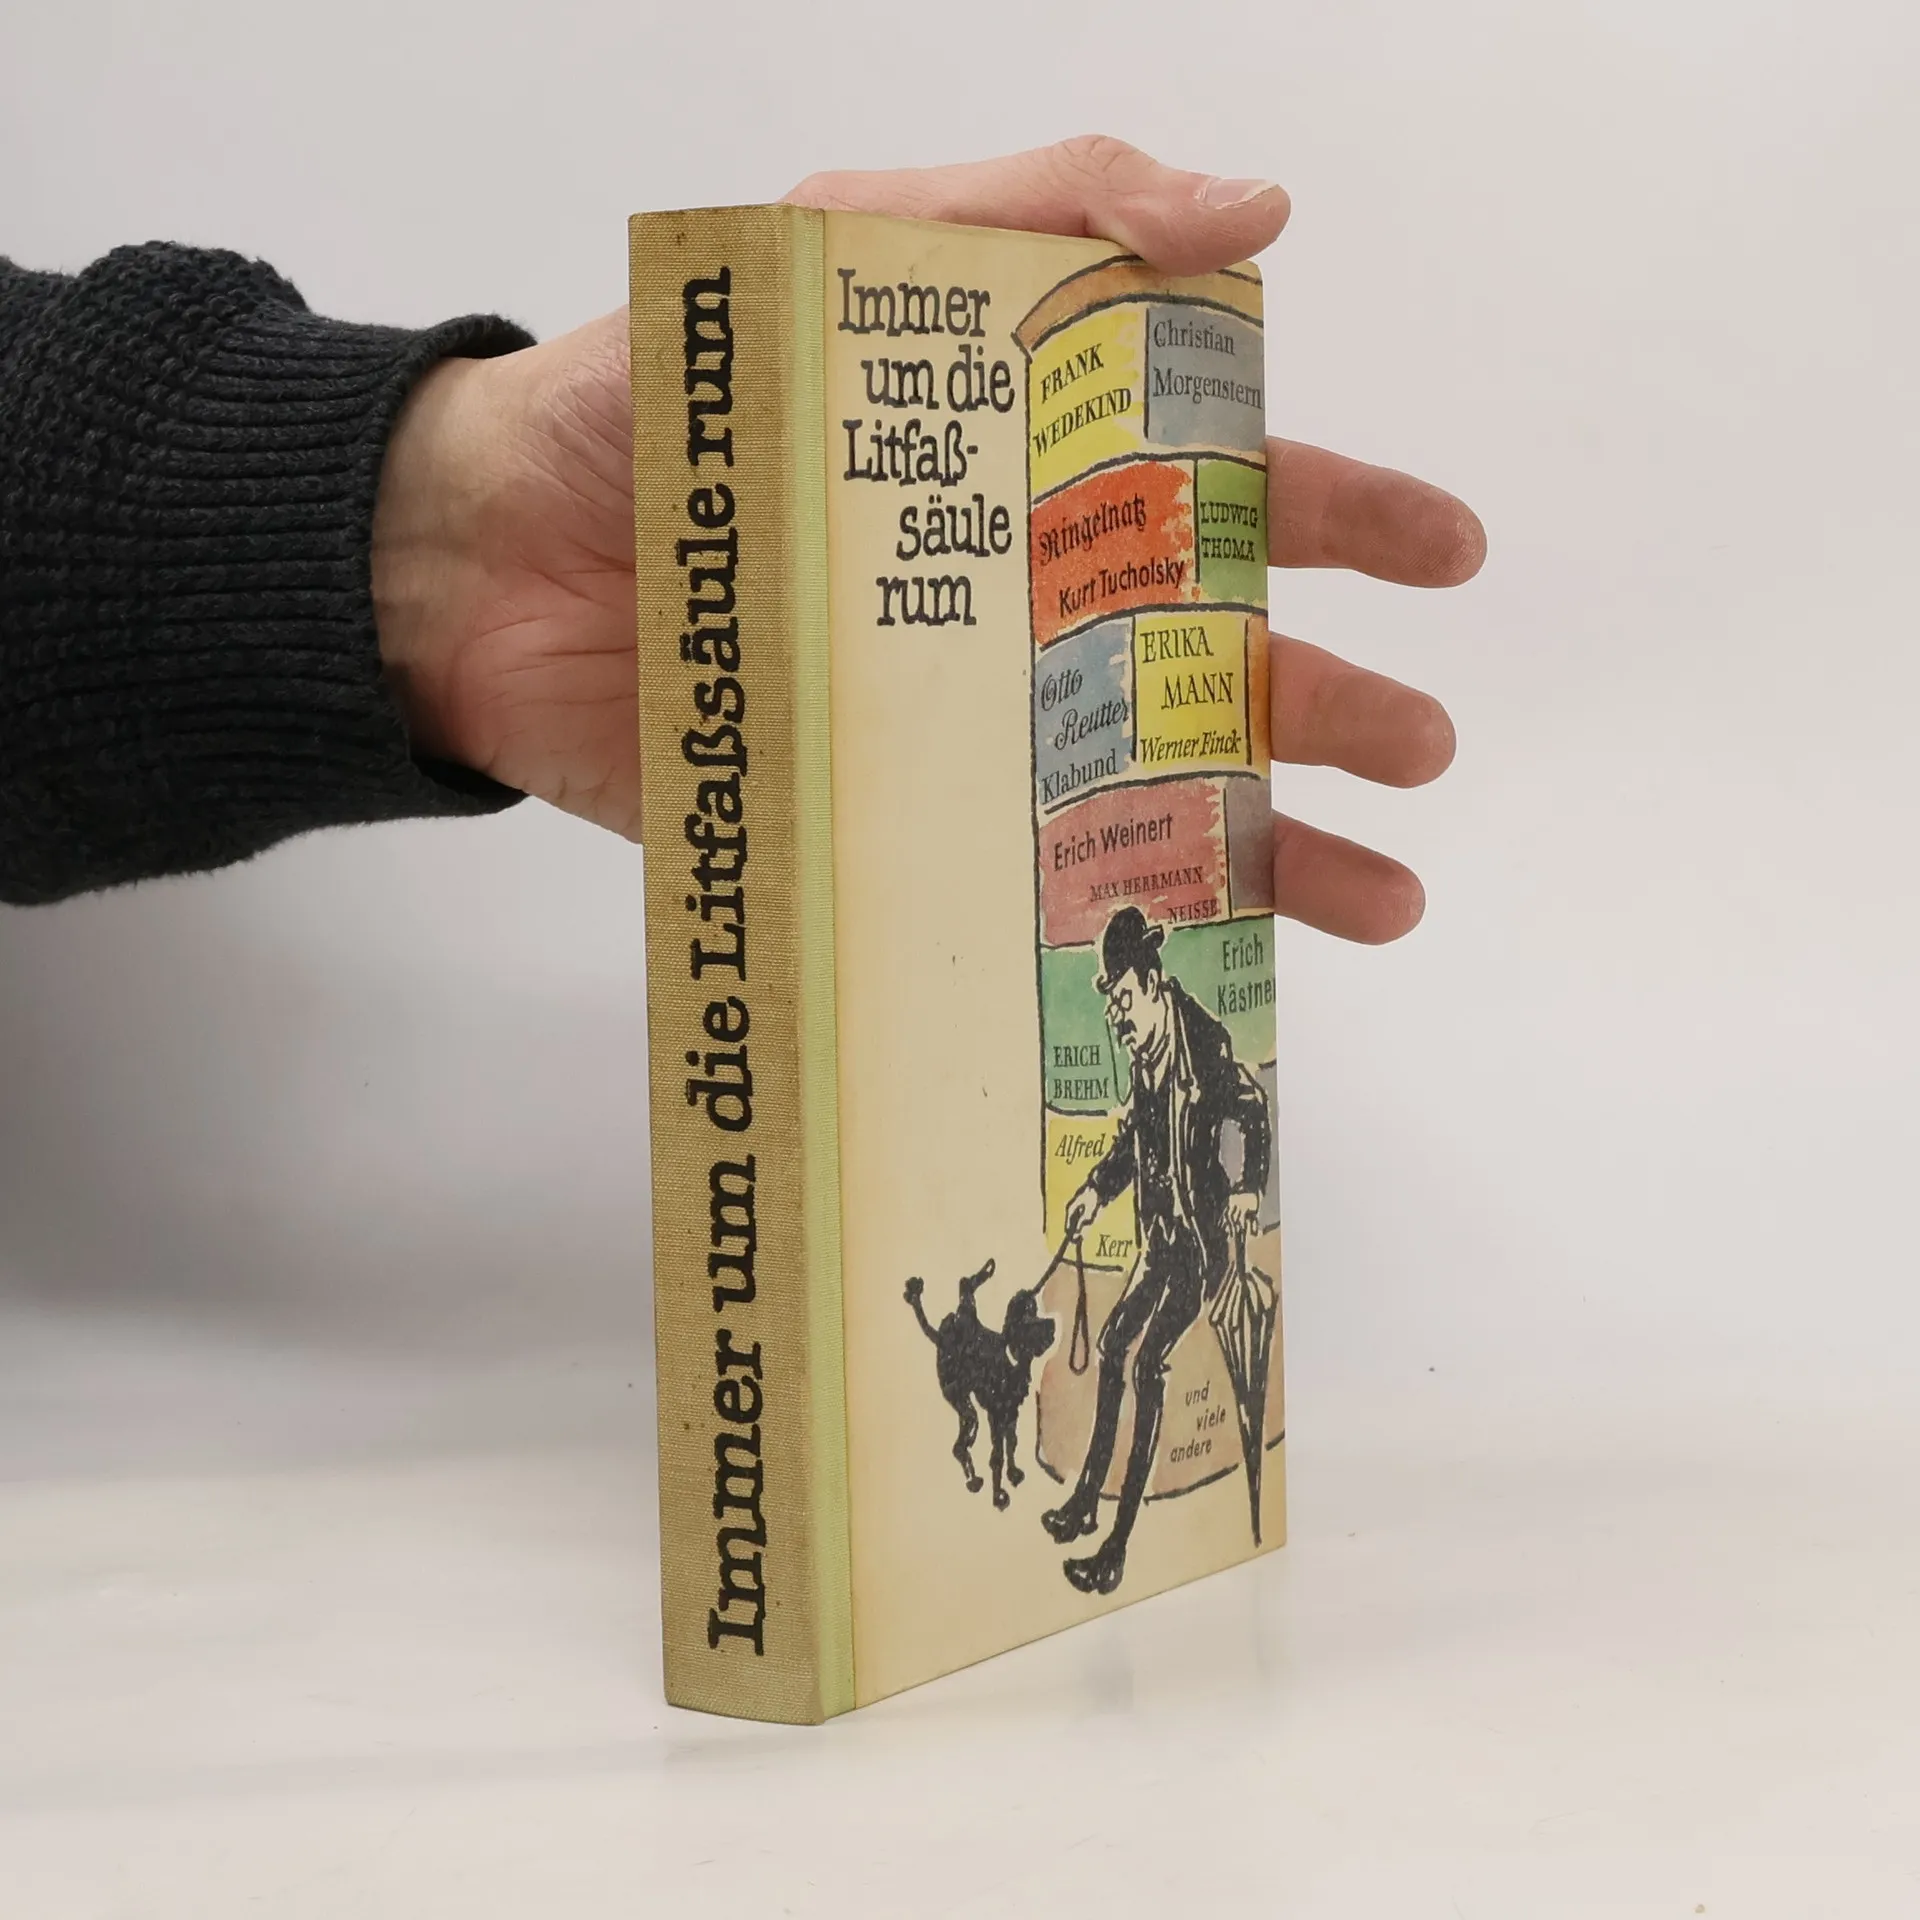 Immer um die Litfaßsäule rum
Immer
um die
Litfaß-
säule
rum
FRANK
WEDEKIND
Christian
Morgenstern
Ringelnatz
Kurt Tucholsky
LUDWIG
THOMA
Otto
Reutter
Klabund
ERIKA
MANN
Werner Finck
Erich Weinert
MAX HERRMANN
NEISSE
Erich
Kästner
ERICH
BREHM
Alfred
Kerr
und
viele
andere